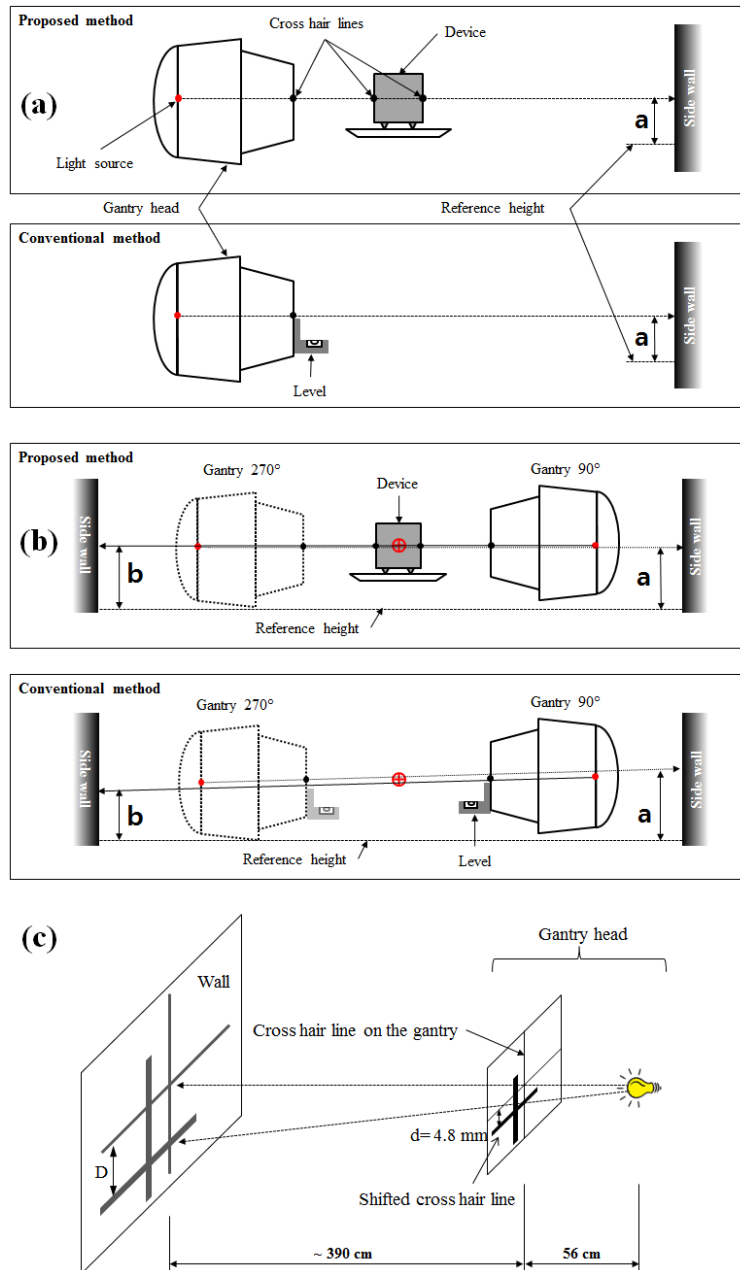 Proposed method
Cross hair lines
Device
(a)
a
Side wall
Light source
Gantry head
Reference height
Conventional method
a
Side wall
Level
Proposed method
Gantry 270°
Gantry 90°
Device
Side wall
(b)
b
a
Side wall
Reference height
Conventional method
Gantry 270°
Gantry 90°
Side wall
b
a
Side wall
Reference height
Level
(c)
Gantry head
Wall
Cross hair line on the gantry
d= 4.8 mm
D
Shifted cross hair line
~ 390 cm
56 cm